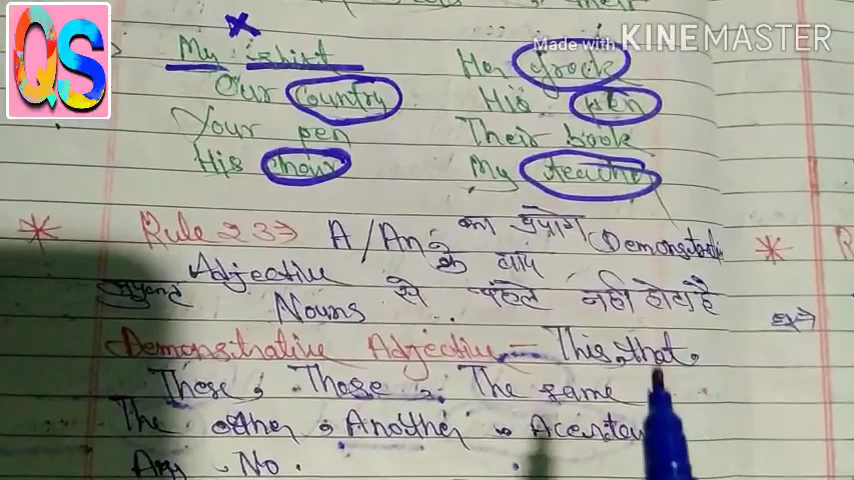 QS
Made with KINEMASTER
My shirt
Our Country
Your pen
His chair
Her frock
His pen
Their book
My teacher
Rule 23→ A/An का प्रयोग Demonstrative
Adjective के बाद
Nouns से पहले नहीं होता है
Demonstrative Adjective - This, that,
These, Those, The same
The other, Another,
Any, No.